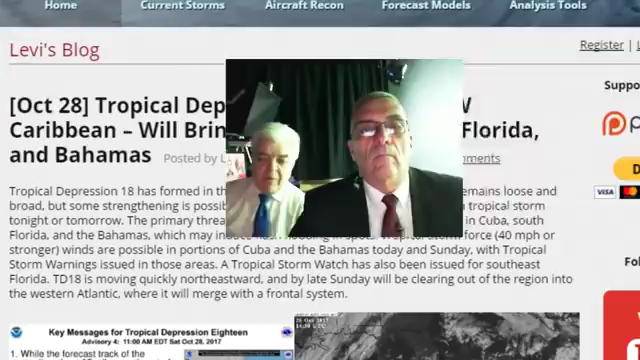 Home Current Storms Aircraft Recon Forecast Models Analysis Tools
Levi's Blog
Register |
Suppo
[Oct 28] Tropical Dep W
Caribbean – Will Brin Florida,
and Bahamas Posted by L mments
VISA
Tropical Depression 18 has formed in th emains loose and
broad, but some strengthening is possib tropical storm
tonight or tomorrow. The primary threa in Cuba, south
Florida, and the Bahamas, which may force (40 mph or
stronger) winds are possible in portions of Cuba and the Bahamas today and Sunday, with Tropical
Storm Warnings issued in those areas. A Tropical Storm Watch has also been issued for southeast
Florida. TD18 is moving quickly northeastward, and by late Sunday will be clearing out of the region into
the western Atlantic, where it will merge with a frontal system.
Fol
Key Messages for Tropical Depression Eighteen
Advisory 4: 11:00 AM EDT Sat Oct 28, 2017
1. While the forecast track of the
28 Oct 2017